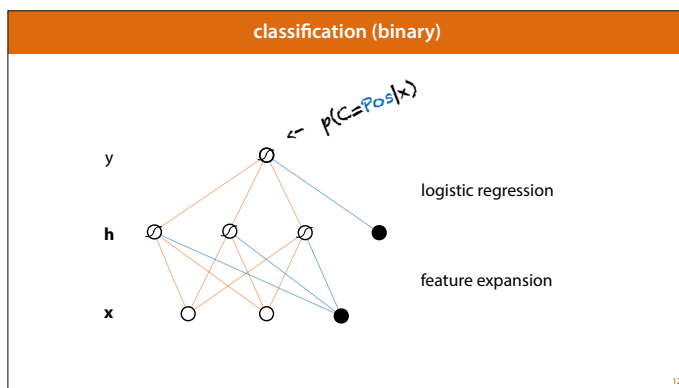 classification (binary)
← p(C=Pos|x)
y
logistic regression
h
feature expansion
x
12